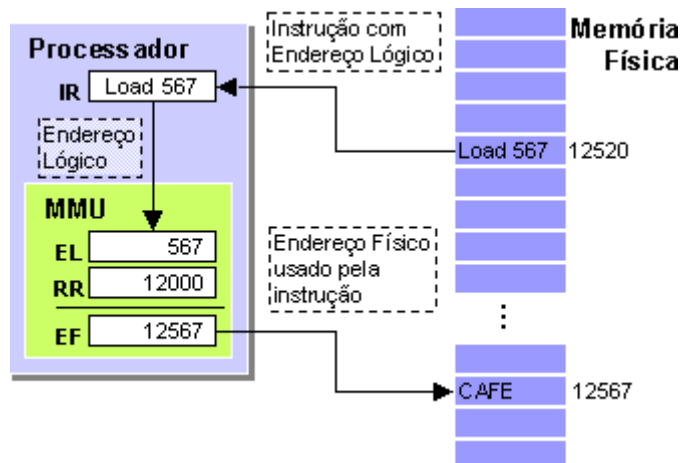 Processador
IR Load 567
Endereço
Lógico
MMU
EL 567
RR 12000
EF 12567
Instrução com
Endereço Lógico
Endereço Físico
usado pela
instrução
Memória
Física
Load 567 12520
⋮
CAFE 12567